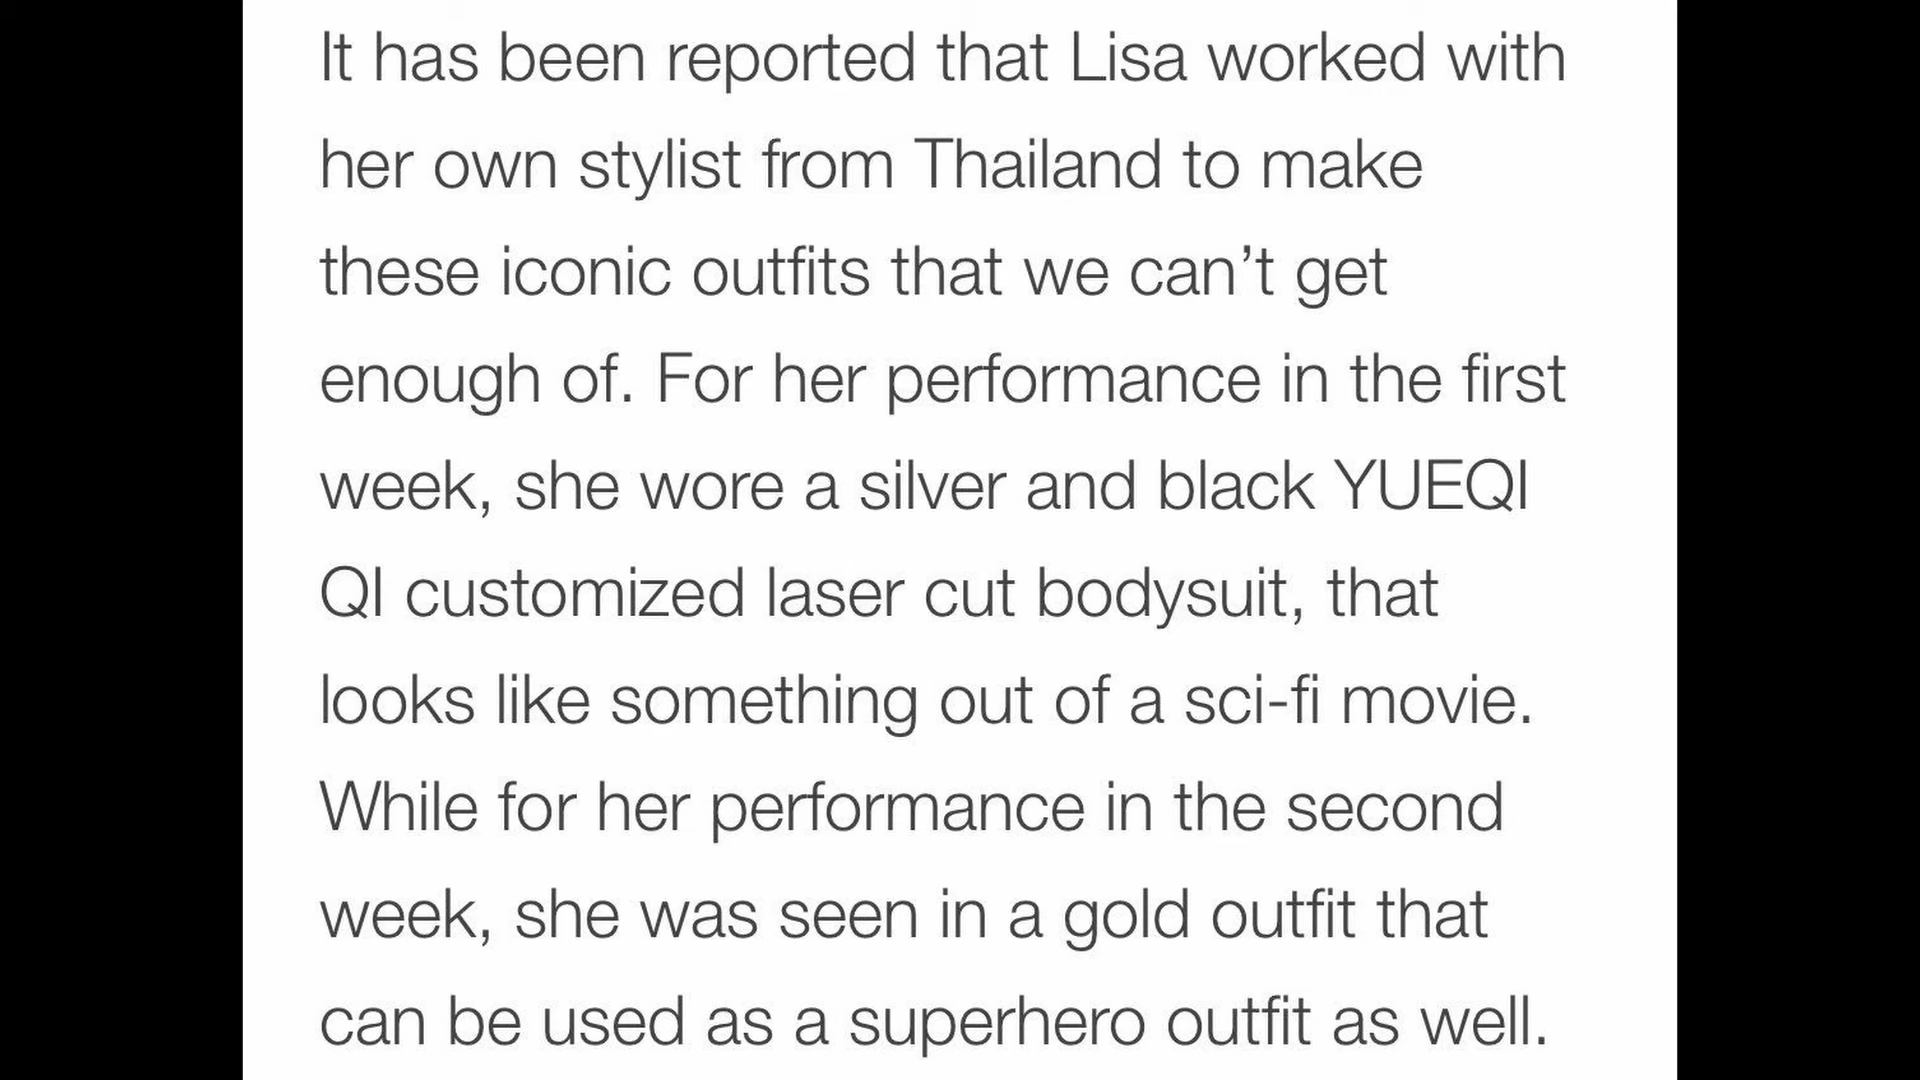 It has been reported that Lisa worked with
her own stylist from Thailand to make
these iconic outfits that we can’t get
enough of. For her performance in the first
week, she wore a silver and black YUEQI
QI customized laser cut bodysuit, that
looks like something out of a sci-fi movie.
While for her performance in the second
week, she was seen in a gold outfit that
can be used as a superhero outfit as well.